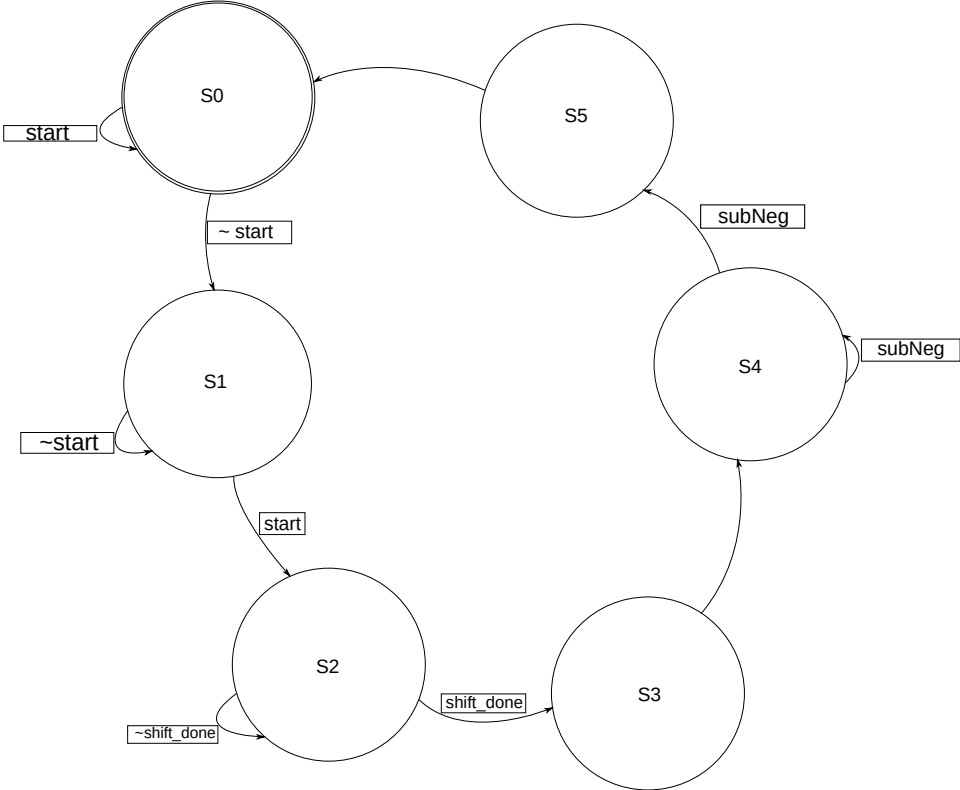 S0
S5
start
~ start
subNeg
subNeg
S4
S1
~start
start
S2
S3
shift_done
~shift_done